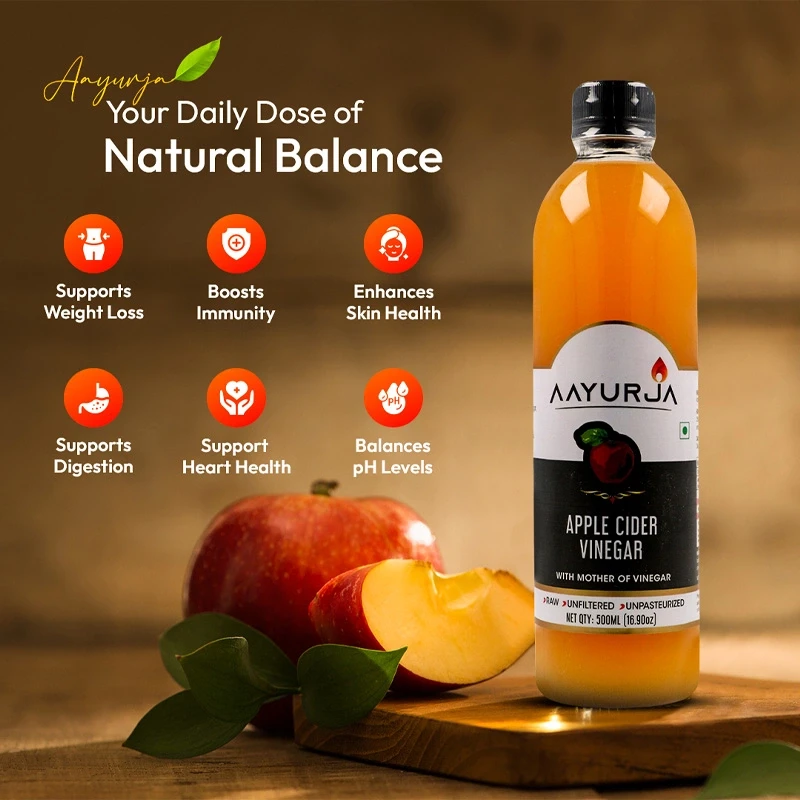 Aayurja
Your Daily Dose of
Natural Balance
Supports
Weight Loss
Boosts
Immunity
Enhances
Skin Health
Supports
Digestion
Support
Heart Health
pH
Balances
pH Levels
AAYURJA
APPLE CIDER
VINEGAR
WITH MOTHER OF VINEGAR
RAW UNFILTERED UNPASTEURIZED
NET QTY: 500ML (16.90oz)